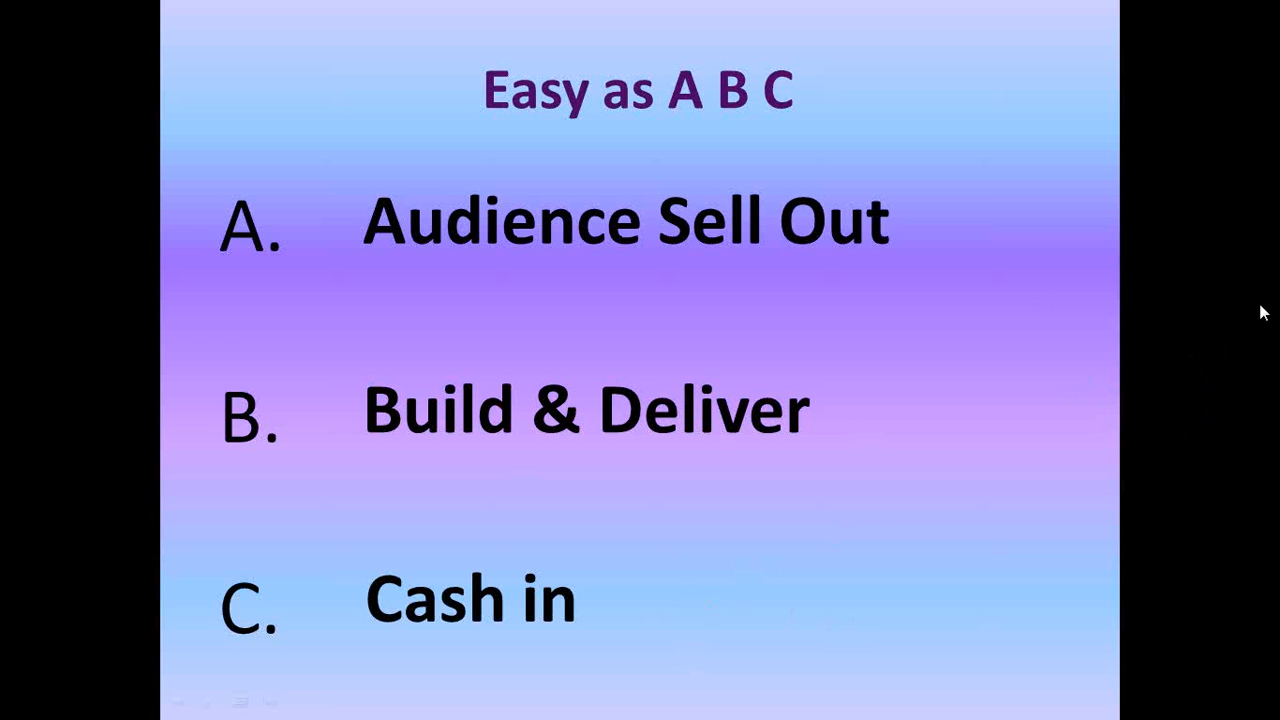 Easy as A B C
A. Audience Sell Out
B. Build & Deliver
C. Cash in